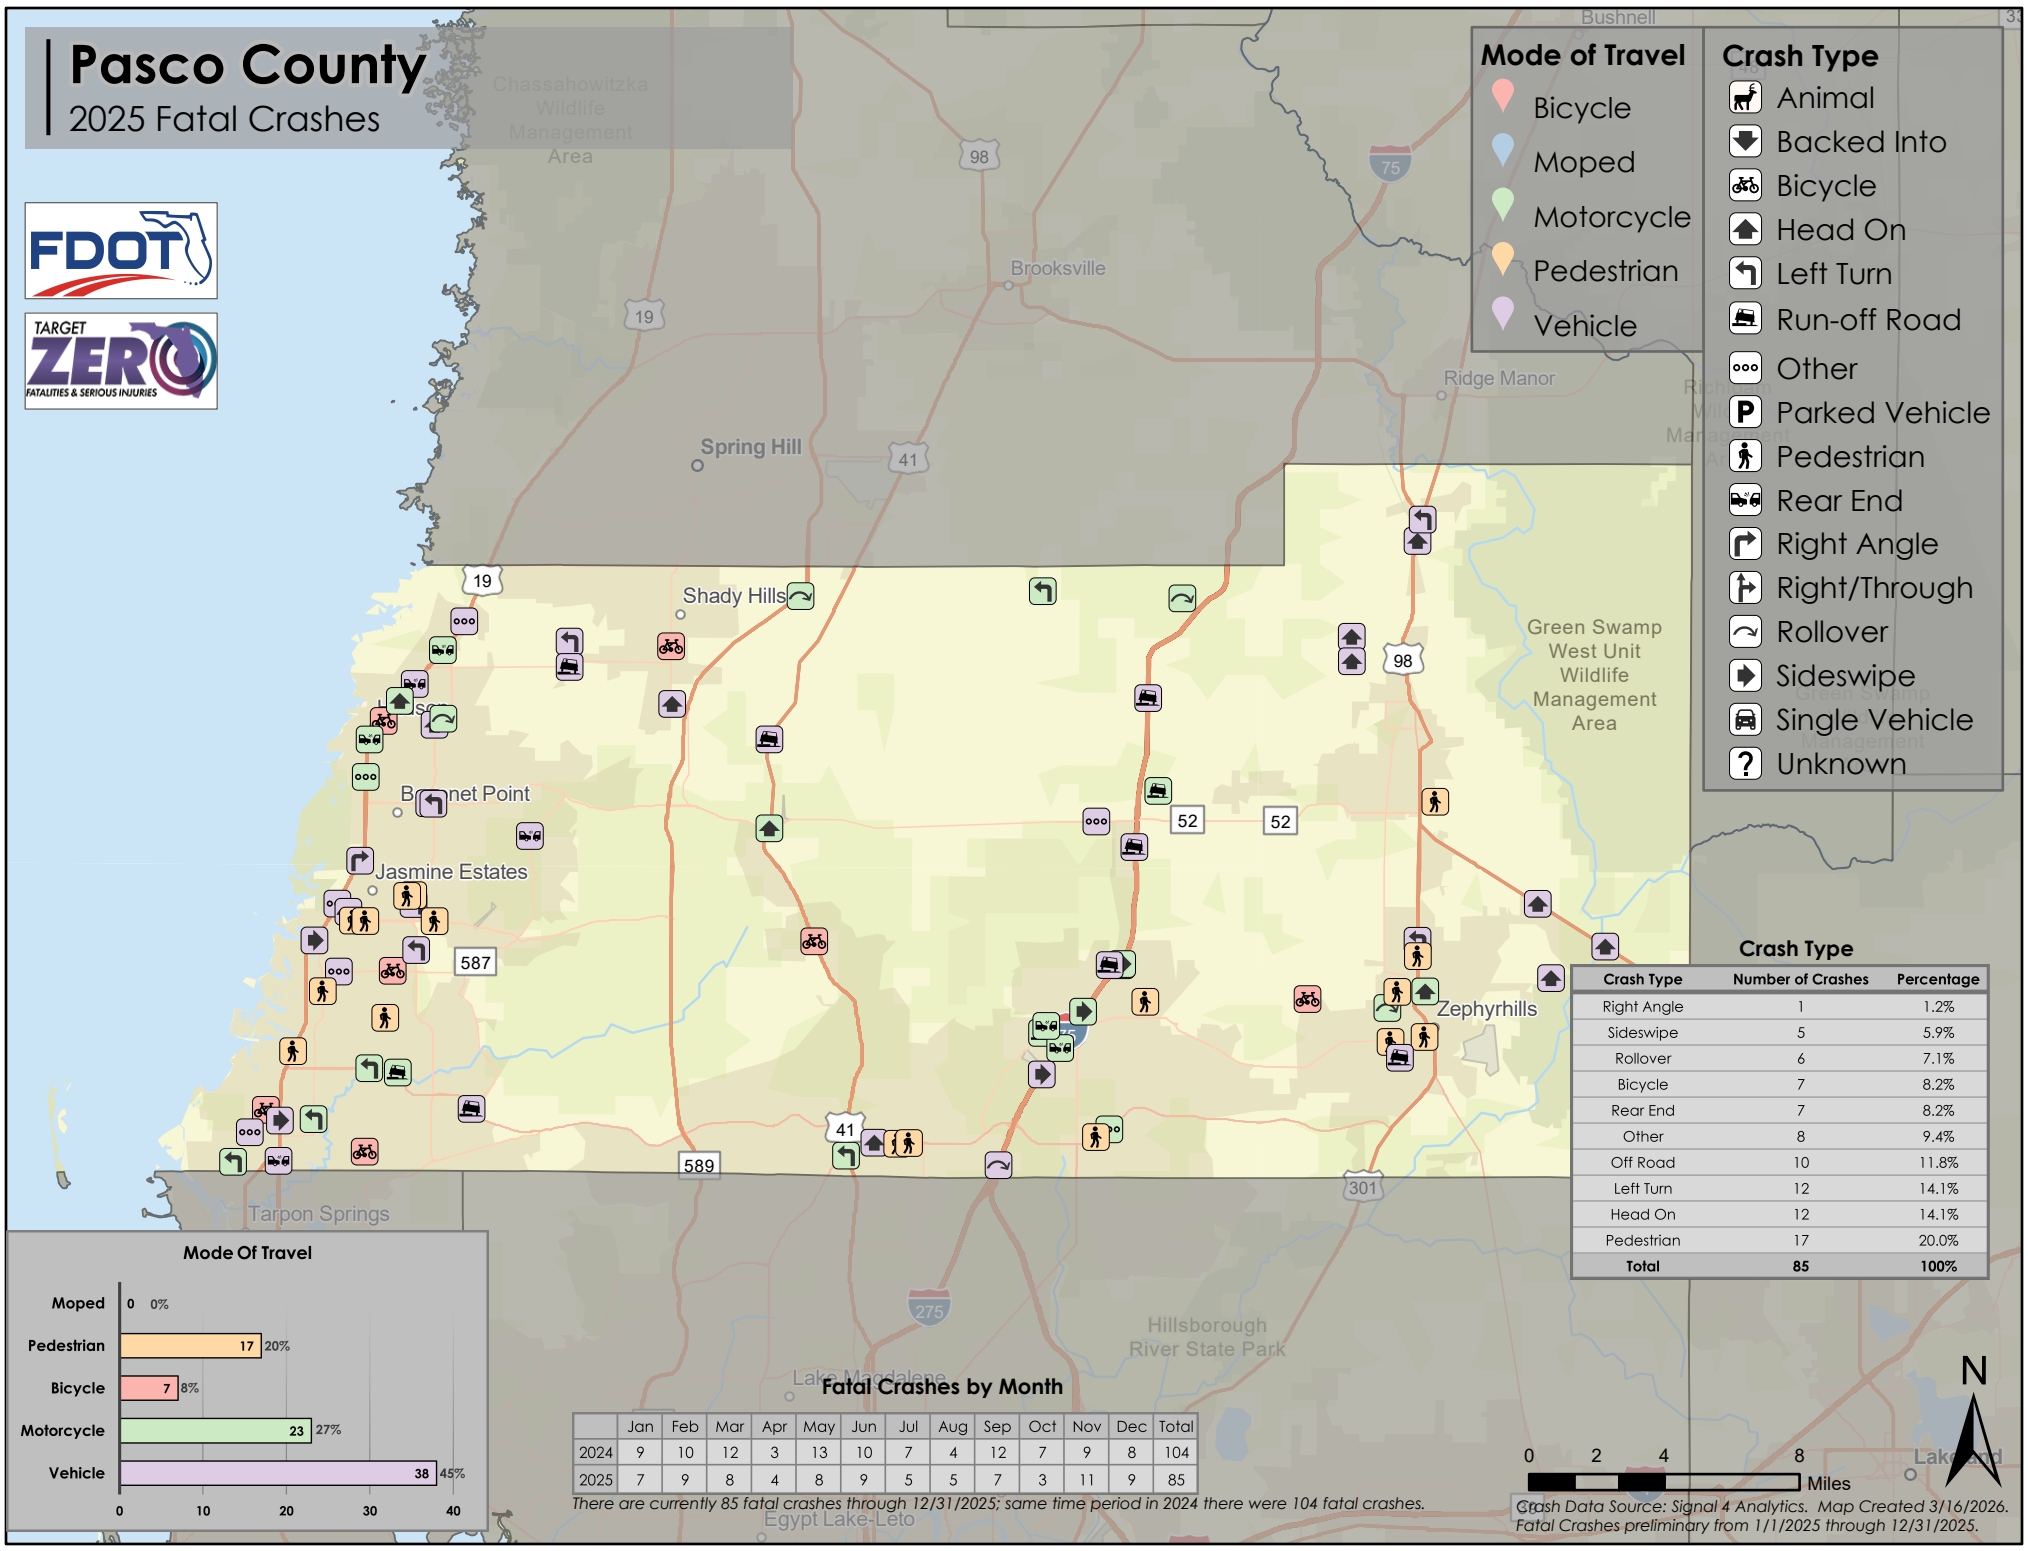 Pasco County
2025 Fatal Crashes
FDOT
TARGET
ZERO
FATALITIES & SERIOUS INJURIES
Mode of Travel
Bicycle
Moped
Motorcycle
Pedestrian
Vehicle
Crash Type
Animal
Backed Into
Bicycle
Head On
Left Turn
Run-off Road
Other
P Parked Vehicle
Pedestrian
Rear End
Right Angle
Right/Through
Rollover
Sideswipe
Single Vehicle
? Unknown
Bushnell
Chassahowitzka
Wildlife
Management
Area
98
75
Brooksville
19
Ridge Manor
Spring Hill
41
19
Shady Hills
Green Swamp
West Unit
Wildlife
Management
Area
98
Bayonet Point
52
52
Jasmine Estates
587
Zephyrhills
41
589
301
Tarpon Springs
275
Hillsborough
River State Park
Lake Magdalene
Egypt Lake-Leto
Lakeland
Crash Type
Crash Type Number of Crashes Percentage
Right Angle 1 1.2%
Sideswipe 5 5.9%
Rollover 6 7.1%
Bicycle 7 8.2%
Rear End 7 8.2%
Other 8 9.4%
Off Road 10 11.8%
Left Turn 12 14.1%
Head On 12 14.1%
Pedestrian 17 20.0%
Total 85 100%
Mode Of Travel
Moped 0 0%
Pedestrian 17 20%
Bicycle 7 8%
Motorcycle 23 27%
Vehicle 38 45%
0 10 20 30 40
Fatal Crashes by Month
Jan Feb Mar Apr May Jun Jul Aug Sep Oct Nov Dec Total
2024 9 10 12 3 13 10 7 4 12 7 9 8 104
2025 7 9 8 4 8 9 5 5 7 3 11 9 85
There are currently 85 fatal crashes through 12/31/2025; same time period in 2024 there were 104 fatal crashes.
N
0 2 4 8
Miles
Crash Data Source: Signal 4 Analytics. Map Created 3/16/2026.
Fatal Crashes preliminary from 1/1/2025 through 12/31/2025.